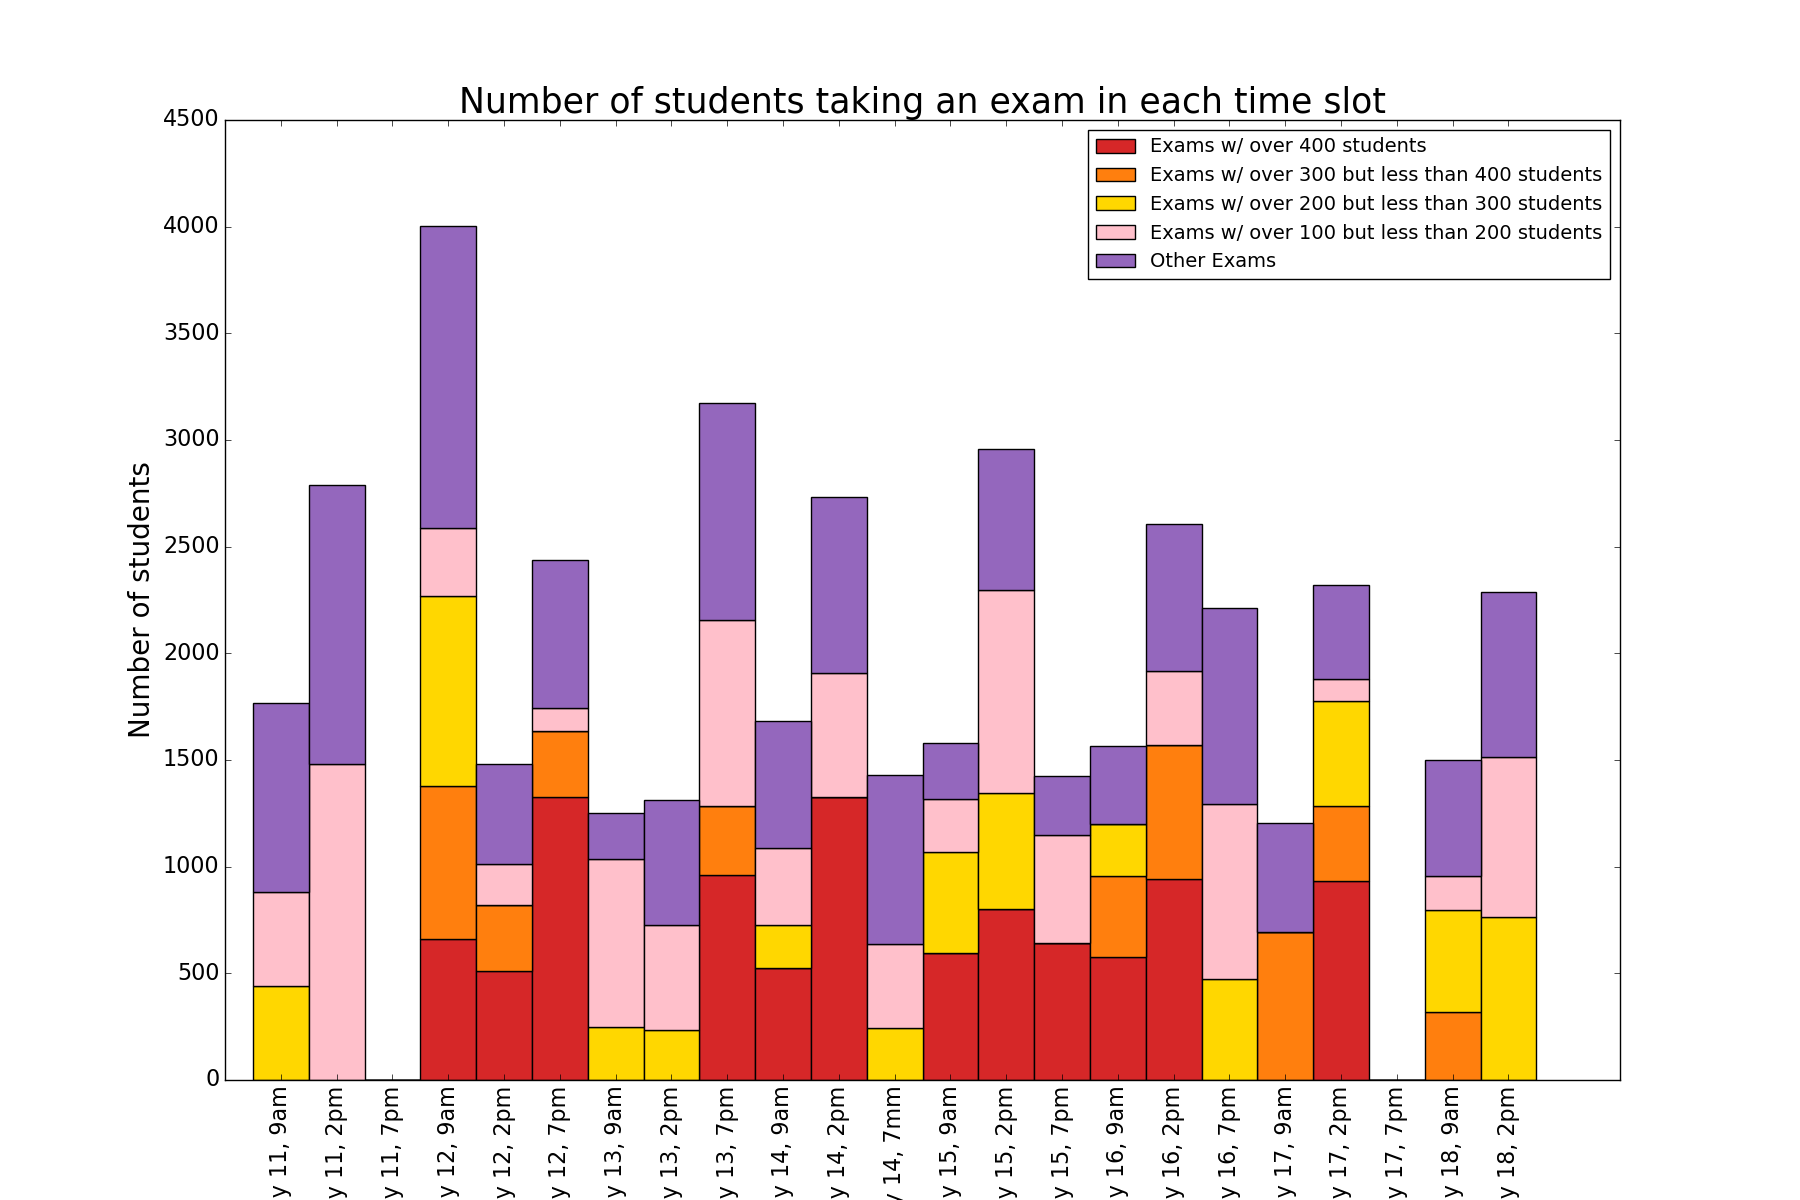 Number of students taking an exam in each time slot
4500
4000
3500
3000
2500
2000
1500
1000
500
0
Number of students
Exams w/ over 400 students
Exams w/ over 300 but less than 400 students
Exams w/ over 200 but less than 300 students
Exams w/ over 100 but less than 200 students
Other Exams
y 11, 9am
y 11, 2pm
y 11, 7pm
y 12, 9am
y 12, 2pm
y 12, 7pm
y 13, 9am
y 13, 2pm
y 13, 7pm
y 14, 9am
y 14, 2pm
y 14, 7mm
y 15, 9am
y 15, 2pm
y 15, 7pm
y 16, 9am
y 16, 2pm
y 16, 7pm
y 17, 9am
y 17, 2pm
y 17, 7pm
y 18, 9am
y 18, 2pm